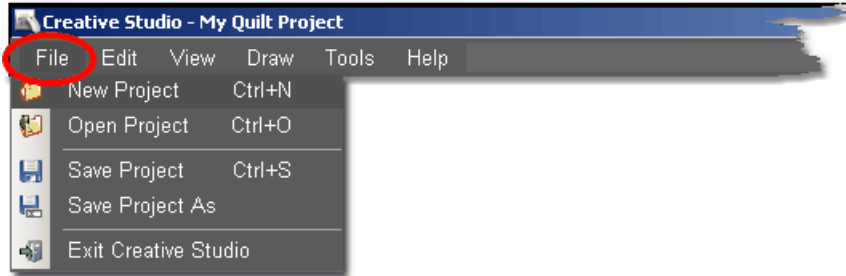 Creative Studio - My Quilt Project
File Edit View Draw Tools Help
New Project Ctrl+N
Open Project Ctrl+O
Save Project Ctrl+S
Save Project As
Exit Creative Studio